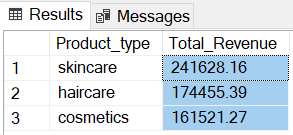 Results Messages
Product_type Total_Revenue
1 skincare 241628.16
2 haircare 174455.39
3 cosmetics 161521.27